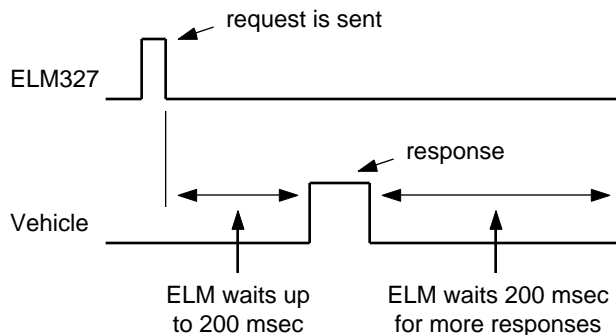 request is sent
ELM327
response
Vehicle
ELM waits up
to 200 msec
ELM waits 200 msec
for more responses